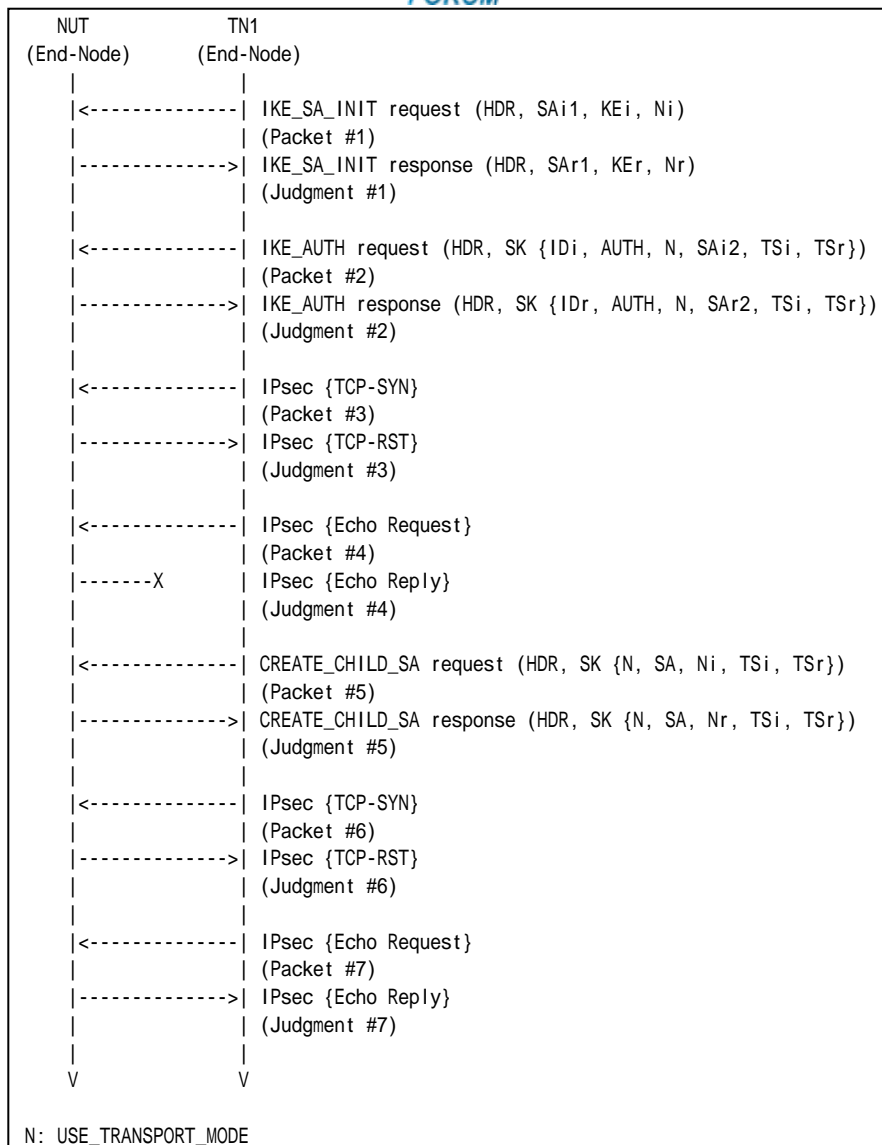 FORUM
NUT TN1
(End-Node) (End-Node)
| |
|<--------------| IKE_SA_INIT request (HDR, SAi1, KEi, Ni)
| | (Packet #1)
|-------------->| IKE_SA_INIT response (HDR, SAr1, KEr, Nr)
| | (Judgment #1)
| |
|<--------------| IKE_AUTH request (HDR, SK {IDi, AUTH, N, SAi2, TSi, TSr})
| | (Packet #2)
|-------------->| IKE_AUTH response (HDR, SK {IDr, AUTH, N, SAr2, TSi, TSr})
| | (Judgment #2)
| |
|<--------------| IPsec {TCP-SYN}
| | (Packet #3)
|-------------->| IPsec {TCP-RST}
| | (Judgment #3)
| |
|<--------------| IPsec {Echo Request}
| | (Packet #4)
|-------X | IPsec {Echo Reply}
| | (Judgment #4)
| |
|<--------------| CREATE_CHILD_SA request (HDR, SK {N, SA, Ni, TSi, TSr})
| | (Packet #5)
|-------------->| CREATE_CHILD_SA response (HDR, SK {N, SA, Nr, TSi, TSr})
| | (Judgment #5)
| |
|<--------------| IPsec {TCP-SYN}
| | (Packet #6)
|-------------->| IPsec {TCP-RST}
| | (Judgment #6)
| |
|<--------------| IPsec {Echo Request}
| | (Packet #7)
|-------------->| IPsec {Echo Reply}
| | (Judgment #7)
| |
V V
N: USE_TRANSPORT_MODE